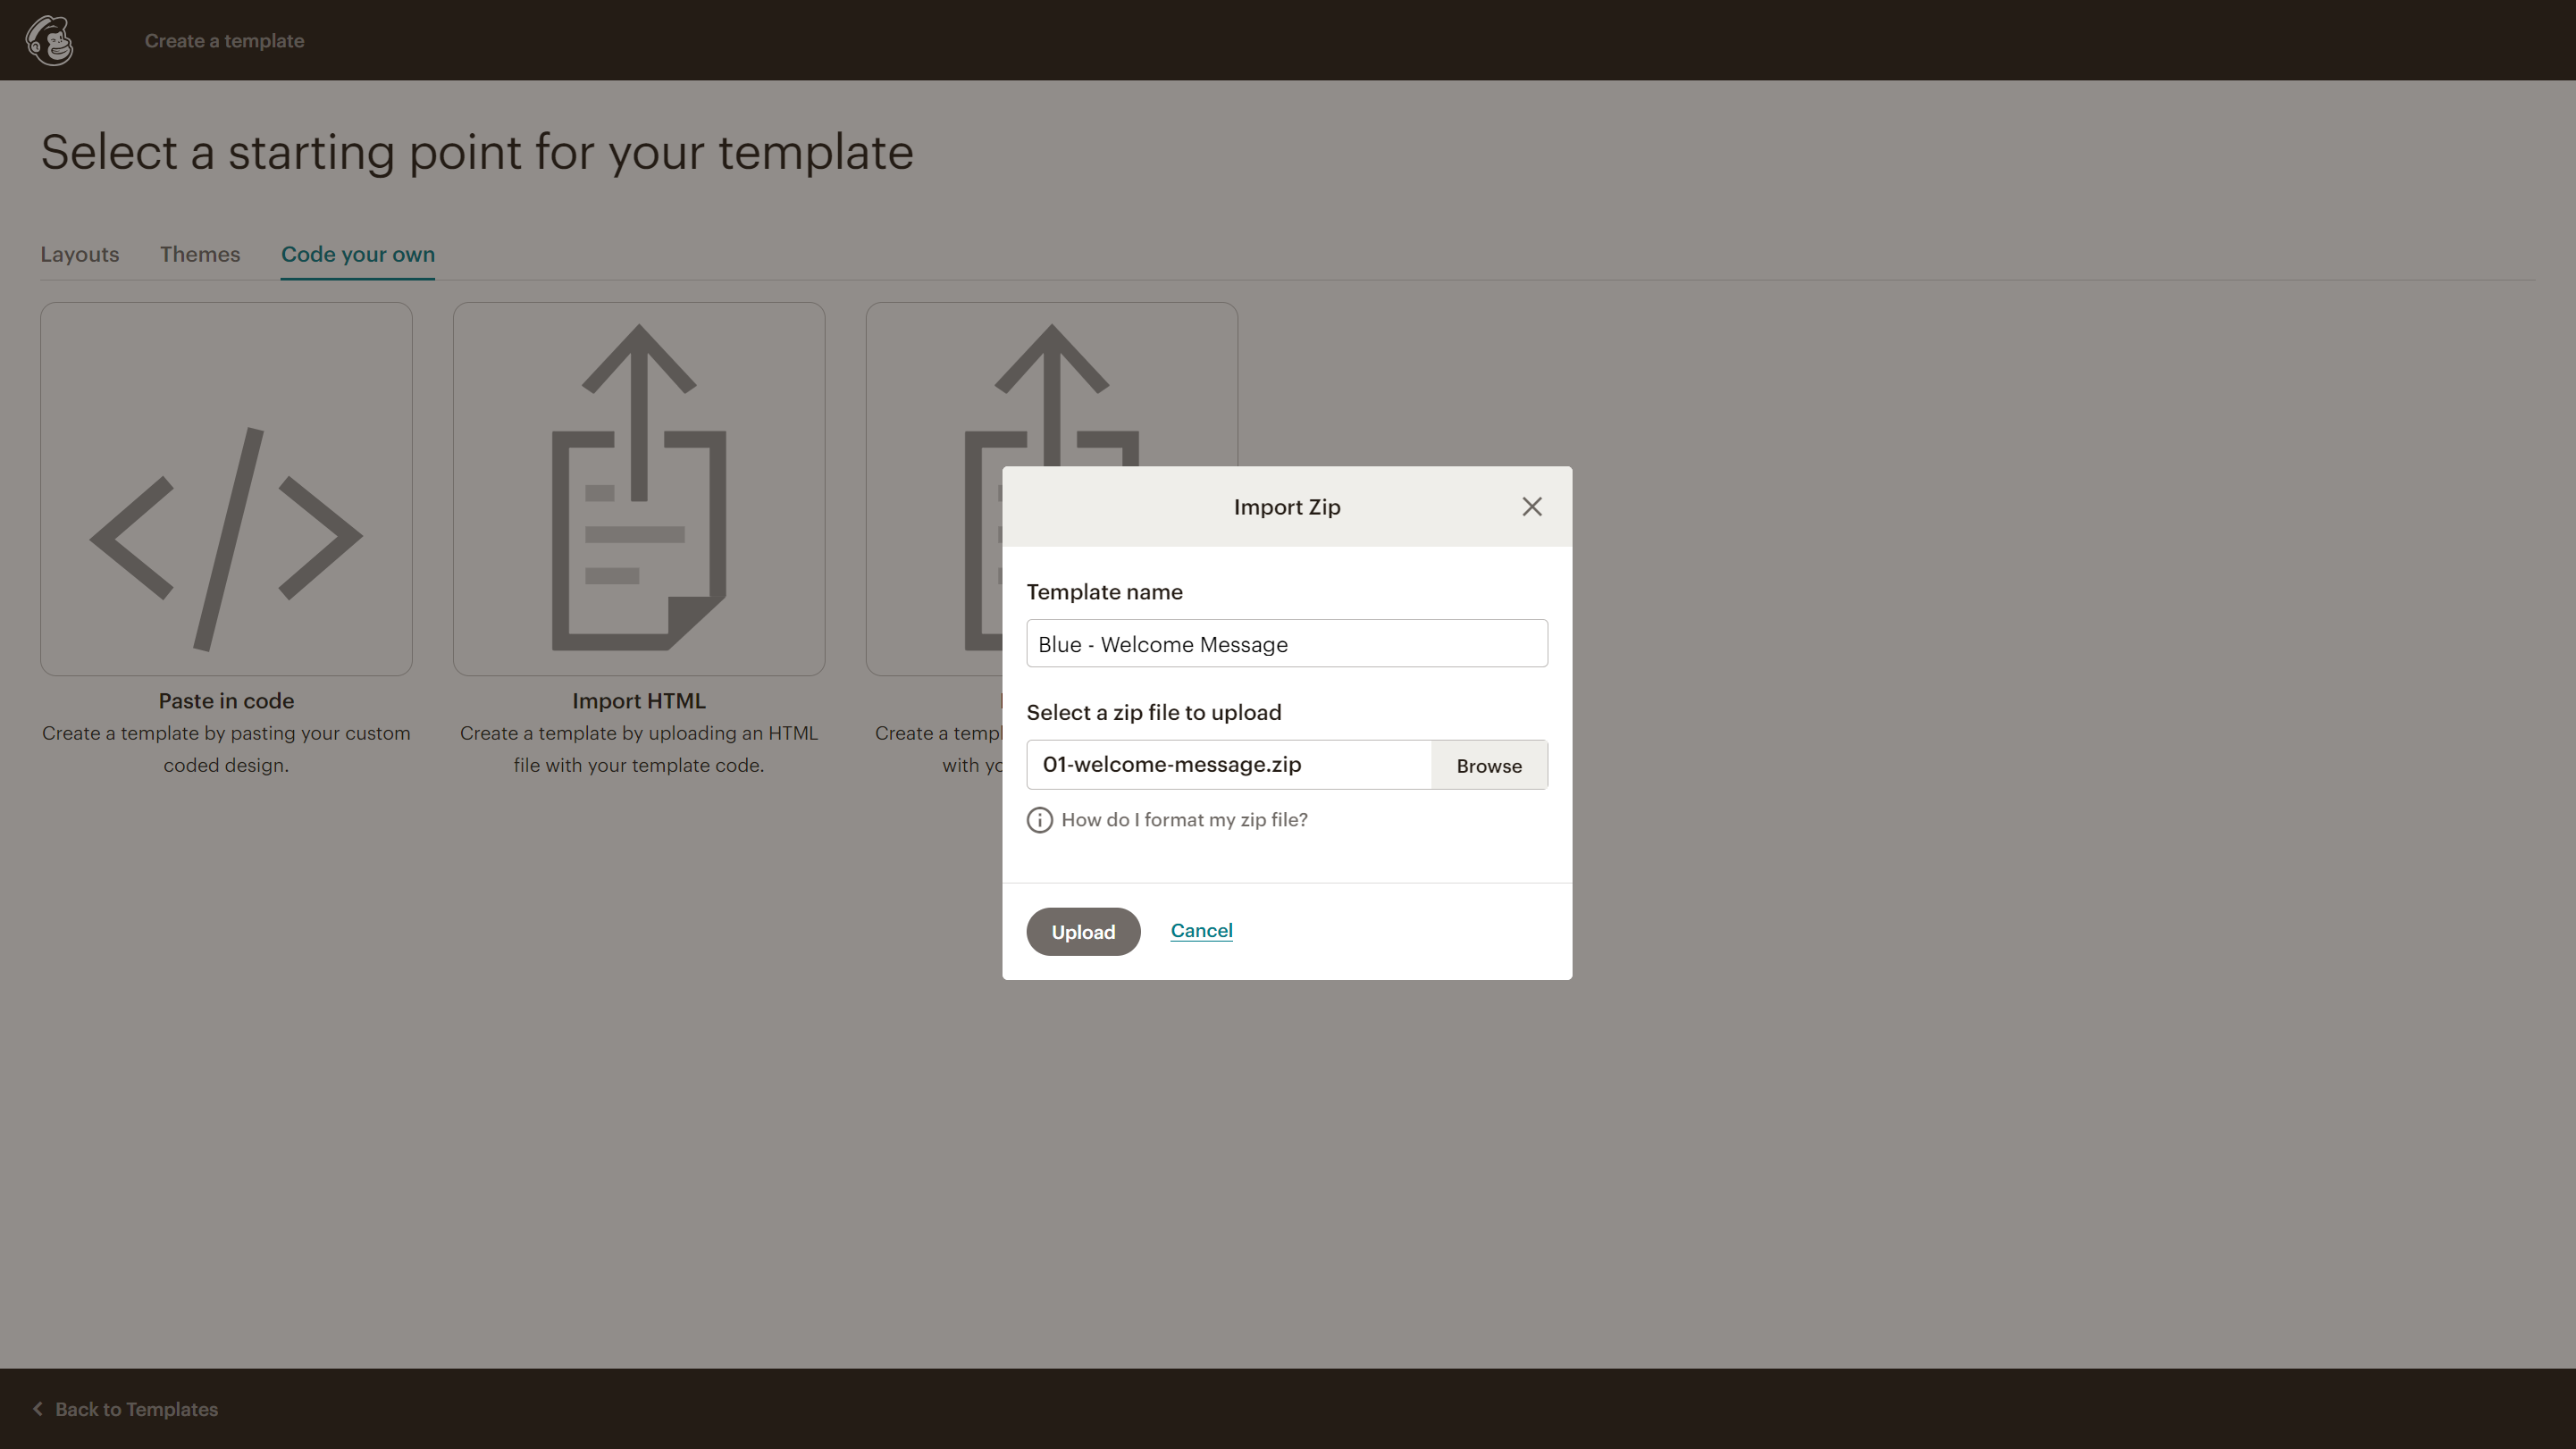 Create a template
Select a starting point for your template
Layouts
Themes
Code your own
Paste in code
Create a template by pasting your custom
coded design.
Import HTML
Create a template by uploading an HTML
file with your template code.
Create a
with
Import Zip
Template name
Blue - Welcome Message
Select a zip file to upload
01-welcome-message.zip
Browse
How do I format my zip file?
Upload
Cancel
Back to Templates